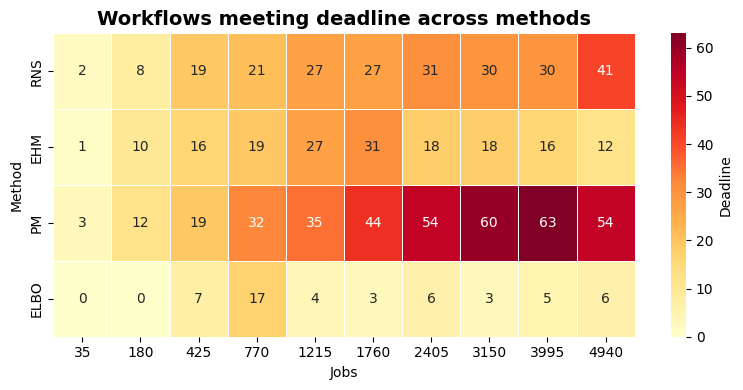 Workflows meeting deadline across methods
RNS 2 8 19 21 27 27 31 30 30 41
EHM 1 10 16 19 27 31 18 18 16 12
PM 3 12 19 32 35 44 54 60 63 54
ELBO 0 0 7 17 4 3 6 3 5 6
35 180 425 770 1215 1760 2405 3150 3995 4940
Jobs
Method
60
50
40
30
20
10
0
Deadline